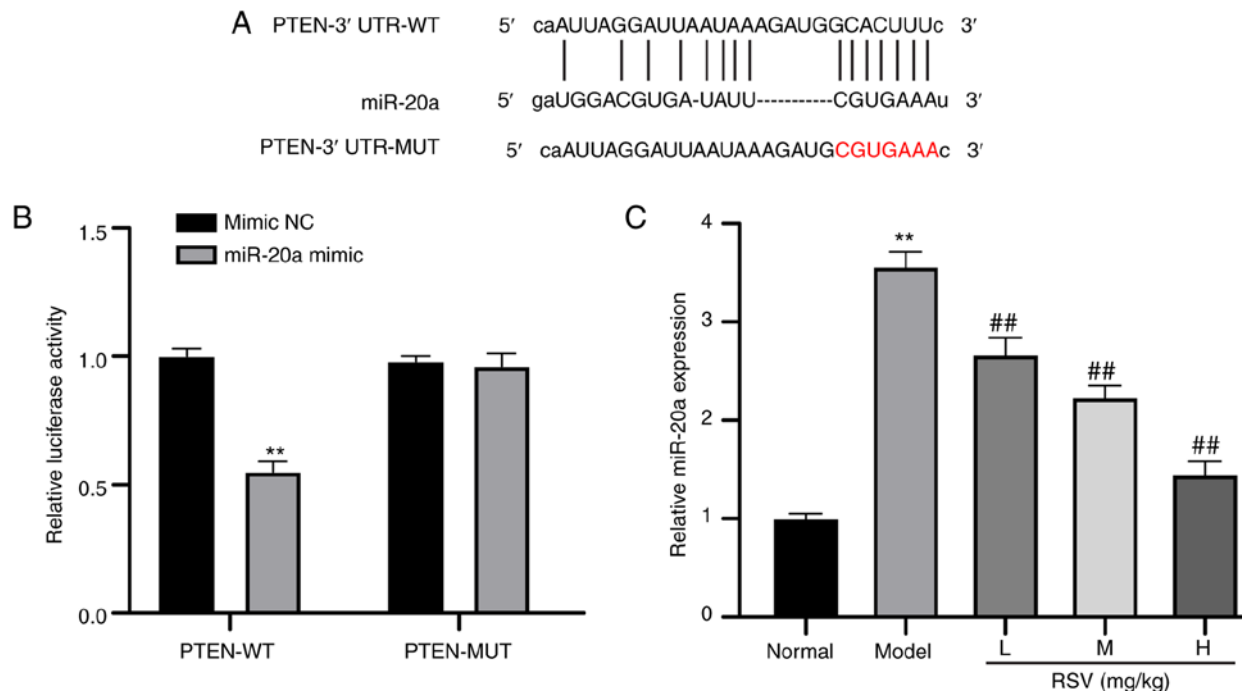 A
PTEN-3′ UTR-WT 5′ caAUUAGGAUUAAUAAAGAUGGCACUUUc 3′
miR-20a 5′ gaUGGACGUGA-UAUU----------CGUGAAAu 3′
PTEN-3′ UTR-MUT 5′ caAUUAGGAUUAAUAAAGAUGCGUGAAAc 3′
B
Mimic NC
miR-20a mimic
Relative luciferase activity
1.5
1.0
0.5
0.0
**
PTEN-WT PTEN-MUT
C
Relative miR-20a expression
4
3
2
1
0
**
##
##
##
Normal Model L M H
RSV (mg/kg)